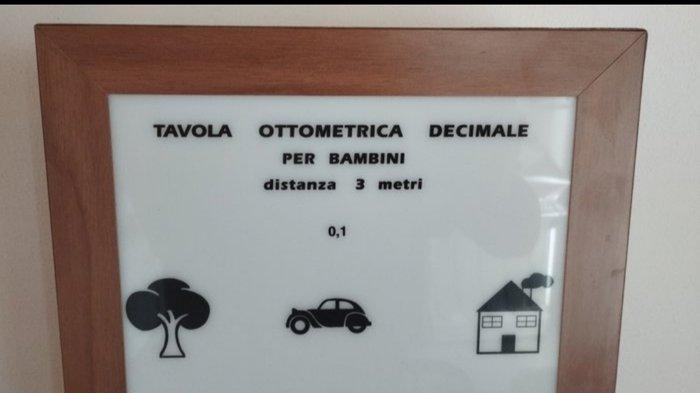 TAVOLA OTTOMETRICA DECIMALE
PER BAMBINI
distanza 3 metri
0,1